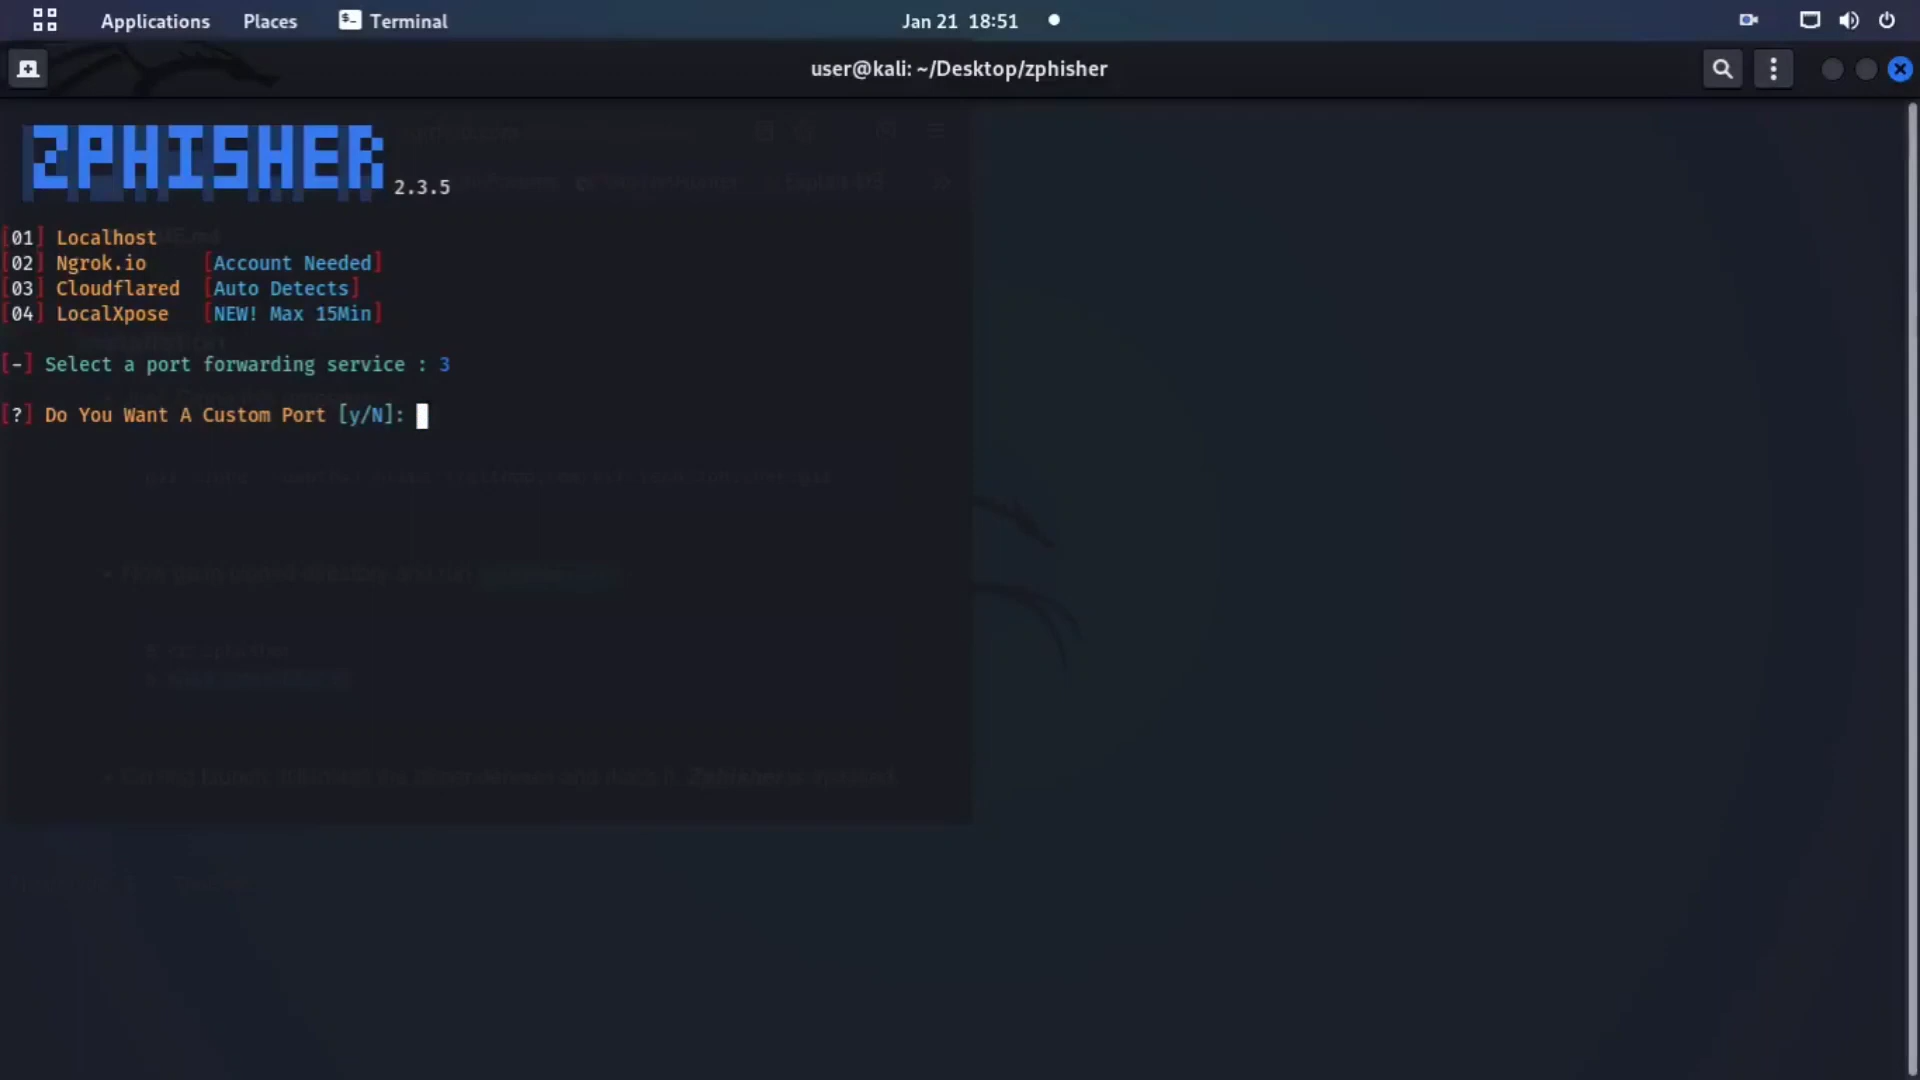 Applications Places Terminal Jan 21 18:51
user@kali: ~/Desktop/zphisher
ZPHISHER 2.3.5
[01] Localhost
[02] Ngrok.io [Account Needed]
[03] Cloudflared [Auto Detects]
[04] LocalXpose [NEW! Max 15Min]
[-] Select a port forwarding service : 3
[?] Do You Want A Custom Port [y/N]: